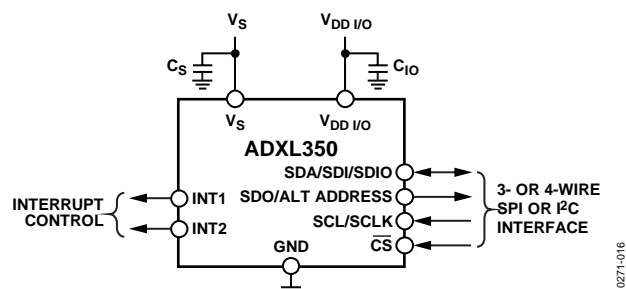 VS VDD I/O
CS CIO
VS VDD I/O
ADXL350
SDA/SDI/SDIO
INTERRUPT
CONTROL
INT1
INT2
SDO/ALT ADDRESS
SCL/SCLK
CS
GND
3- OR 4-WIRE
SPI OR I2C
INTERFACE
0271-016